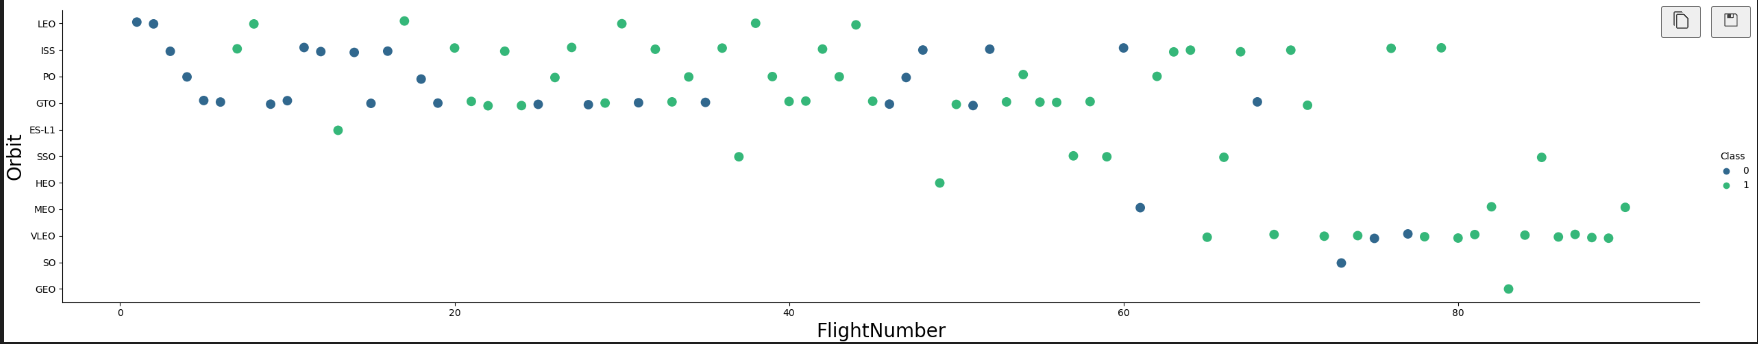 LEO
ISS
PO
GTO
ES-L1
SSO
HEO
MEO
VLEO
SO
GEO
Orbit
0 20 40 60 80
FlightNumber
Class
0
1